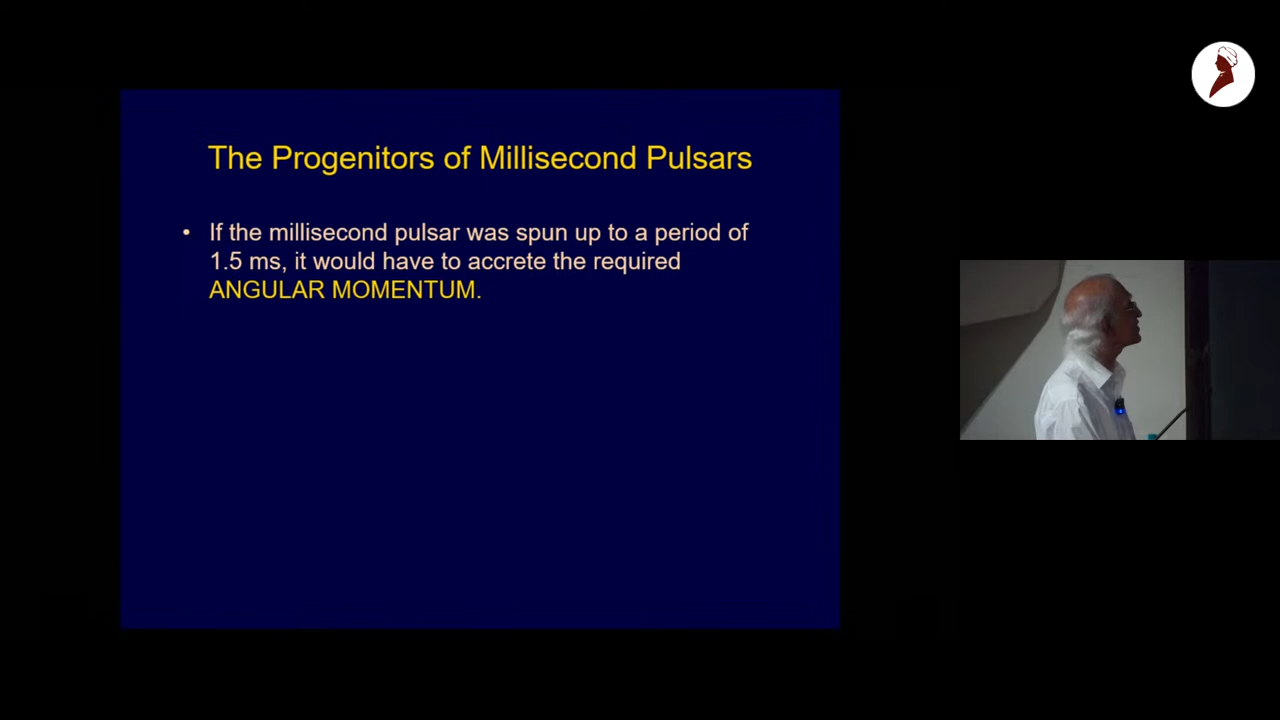 The Progenitors of Millisecond Pulsars
• If the millisecond pulsar was spun up to a period of
1.5 ms, it would have to accrete the required
ANGULAR MOMENTUM.